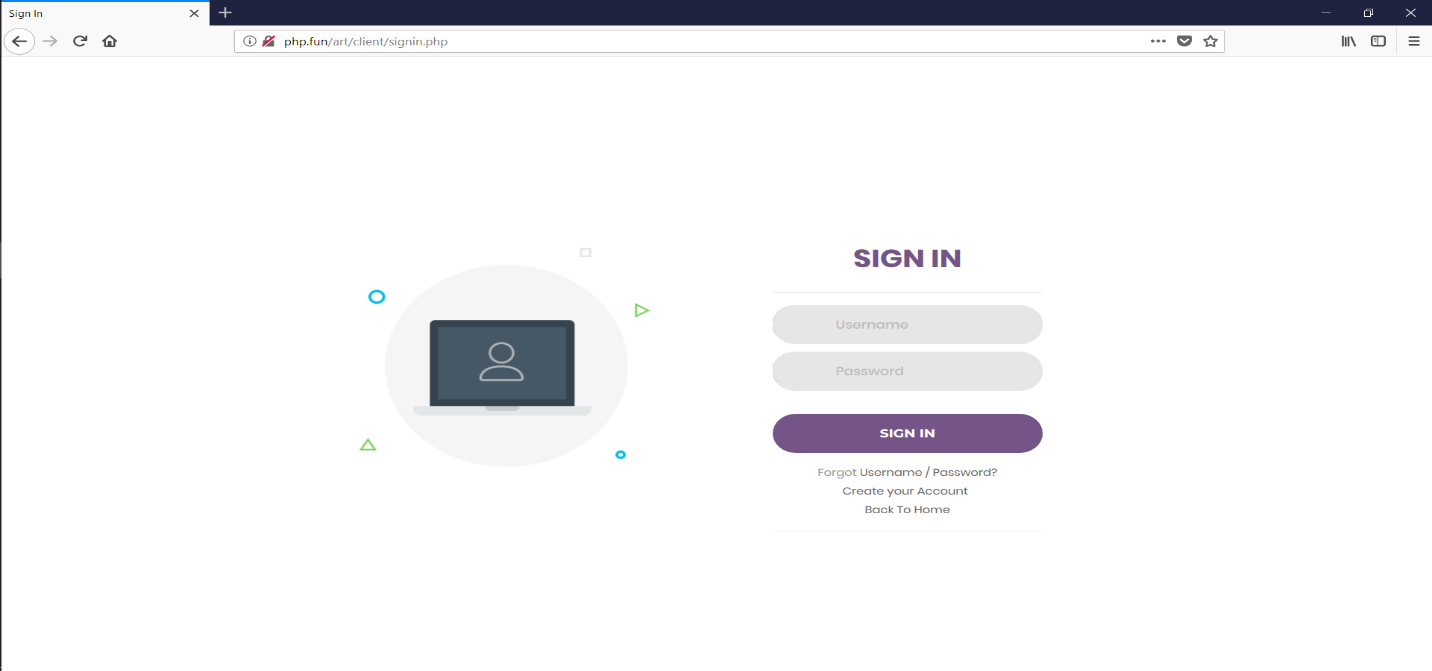 Sign In
php.fun/art/client/signin.php
SIGN IN
Username
Password
SIGN IN
Forgot Username / Password?
Create your Account
Back To Home